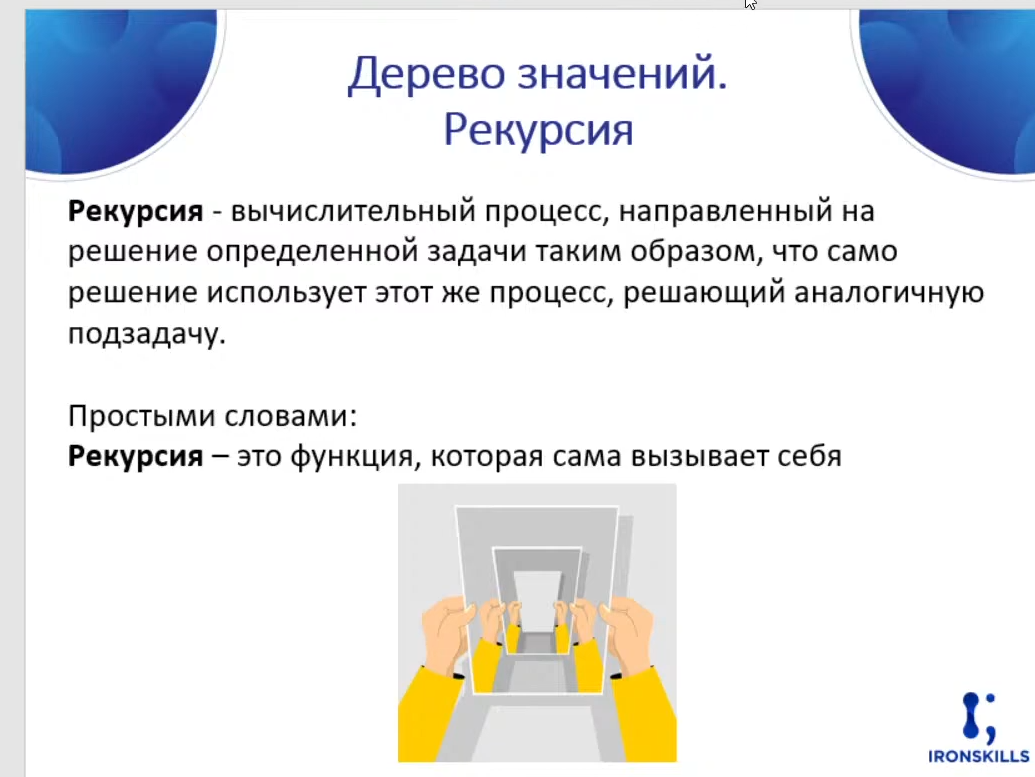 Дерево значений.
Рекурсия
Рекурсия - вычислительный процесс, направленный на
решение определенной задачи таким образом, что само
решение использует этот же процесс, решающий аналогичную
подзадачу.
Простыми словами:
Рекурсия – это функция, которая сама вызывает себя
IRONSKILLS